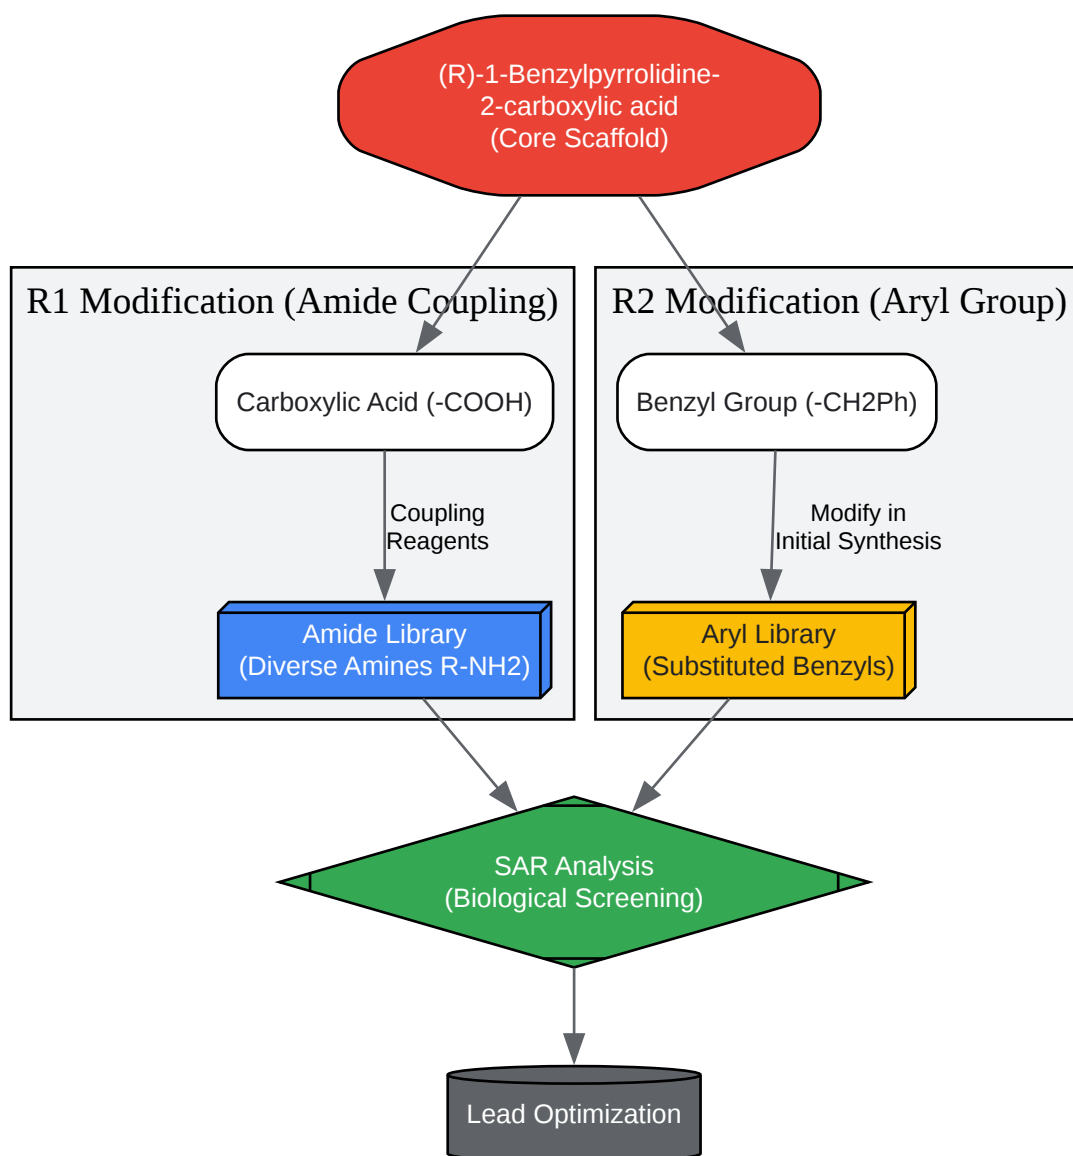 (R)-1-Benzylpyrrolidine-
2-carboxylic acid
(Core Scaffold)
R1 Modification (Amide Coupling)
R2 Modification (Aryl Group)
Carboxylic Acid (-COOH)
Benzyl Group (-CH2Ph)
Coupling
Reagents
Modify in
Initial Synthesis
Amide Library
(Diverse Amines R-NH2)
Aryl Library
(Substituted Benzyls)
SAR Analysis
(Biological Screening)
Lead Optimization